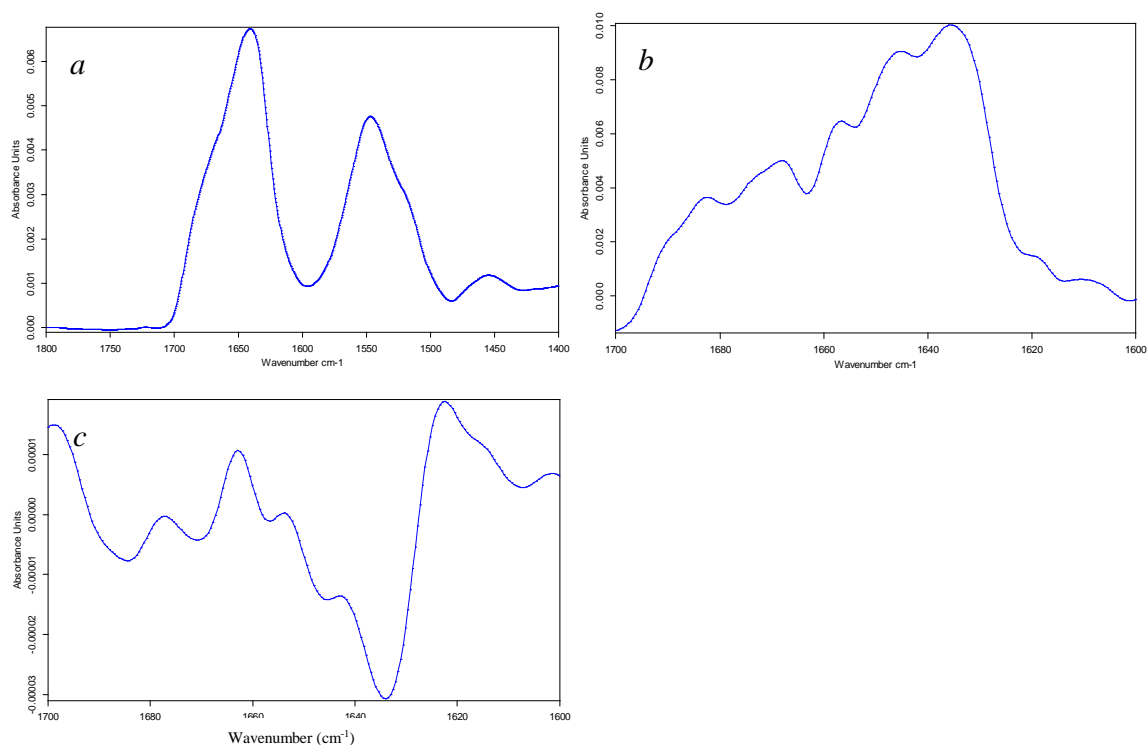 a
Absorbance Units
0.000 0.001 0.002 0.003 0.004 0.005 0.006
1800 1750 1700 1650 1600 1550 1500 1450 1400
Wavenumber cm-1
b
Absorbance Units
0.000 0.002 0.004 0.006 0.008 0.010
1700 1680 1660 1640 1620 1600
Wavenumber cm-1
c
Absorbance Units
-0.00003 -0.00002 -0.00001 0.00000 0.00001
1700 1680 1660 1640 1620 1600
Wavenumber (cm-1)